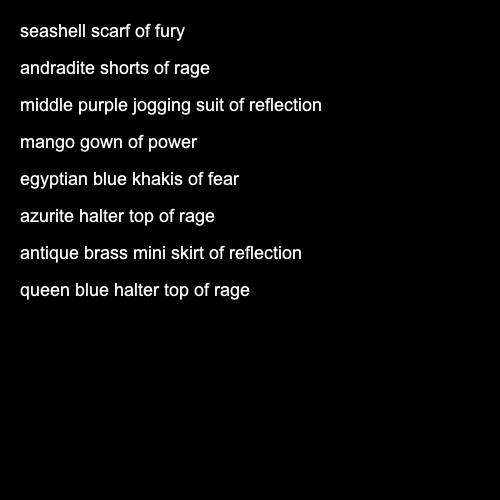 seashell scarf of fury
andradite shorts of rage
middle purple jogging suit of reflection
mango gown of power
egyptian blue khakis of fear
azurite halter top of rage
antique brass mini skirt of reflection
queen blue halter top of rage